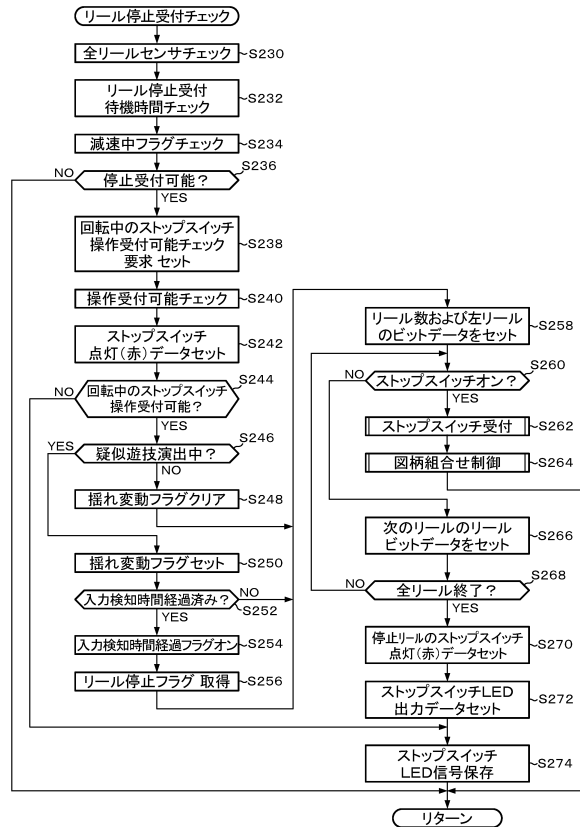 リール停止受付チェック
全リールセンサチェック
S230
リール停止受付
待機時間チェック
S232
減速中フラグチェック
S234
停止受付可能?
S236
NO
YES
回転中のストップスイッチ
操作受付可能チェック
要求 セット
S238
操作受付可能チェック
S240
ストップスイッチ
点灯(赤)データセット
S242
回転中のストップスイッチ
操作受付可能?
S244
NO
YES
疑似遊技演出中?
S246
YES
NO
揺れ変動フラグクリア
S248
揺れ変動フラグセット
S250
入力検知時間経過済み?
S252
NO
YES
入力検知時間経過フラグオン
S254
リール停止フラグ 取得
S256
リール数および左リール
のビットデータをセット
S258
ストップスイッチオン?
S260
NO
YES
ストップスイッチ受付
S262
図柄組合せ制御
S264
次のリールのリール
ビットデータをセット
S266
全リール終了?
S268
NO
YES
停止リールのストップスイッチ
点灯(赤)データセット
S270
ストップスイッチLED
出力データセット
S272
ストップスイッチ
LED信号保存
S274
リターン